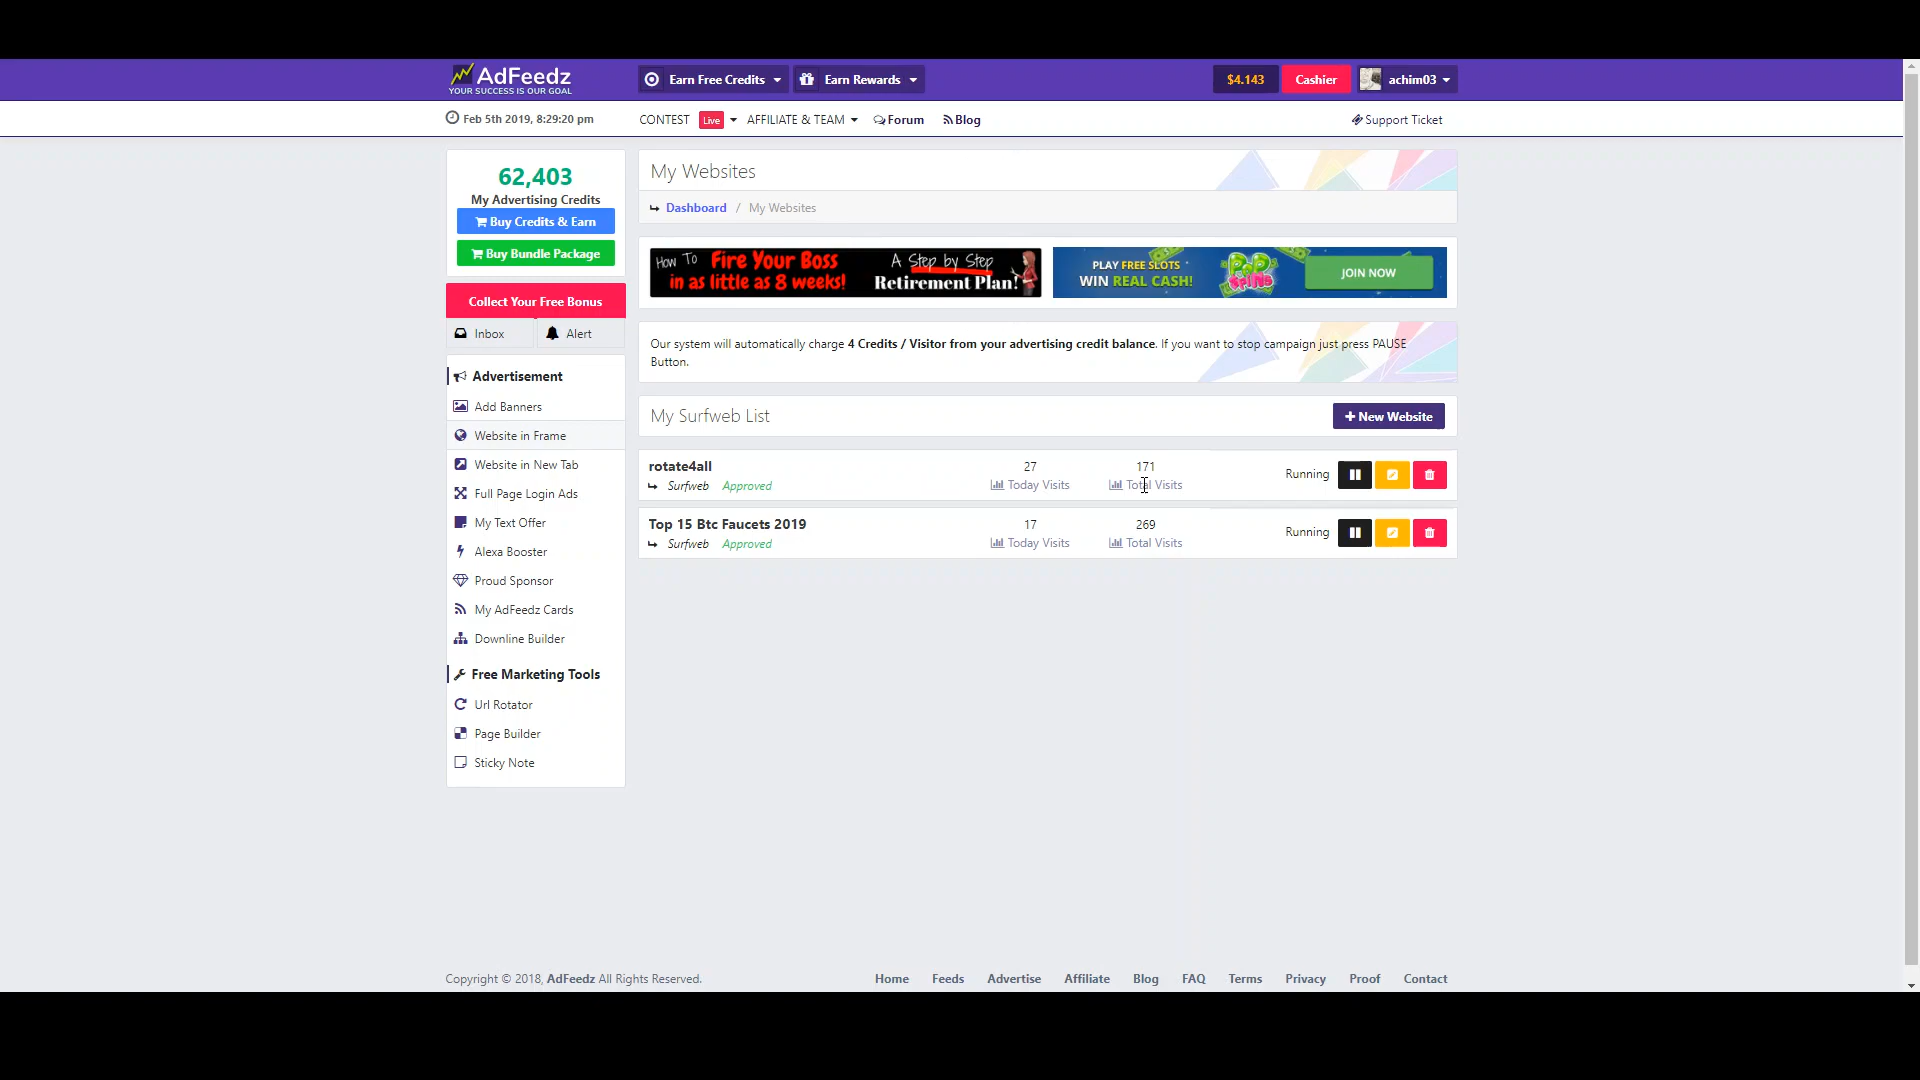 AdFeedz
YOUR SUCCESS IS OUR GOAL
Earn Free Credits
Earn Rewards
$4.143
Cashier
achim03
Feb 5th 2019, 8:29:20 pm
CONTEST Live
AFFILIATE & TEAM
Forum
Blog
Support Ticket
62,403
My Advertising Credits
Buy Credits & Earn
Buy Bundle Package
Collect Your Free Bonus
Inbox
Alert
Advertisement
Add Banners
Website in Frame
Website in New Tab
Full Page Login Ads
My Text Offer
Alexa Booster
Proud Sponsor
My AdFeedz Cards
Downline Builder
Free Marketing Tools
Url Rotator
Page Builder
Sticky Note
My Websites
Dashboard / My Websites
How To Fire Your Boss
in as little as 8 weeks!
A Step by Step
Retirement Plan!
PLAY FREE SLOTS
WIN REAL CASH!
POP SPINS
JOIN NOW
Our system will automatically charge 4 Credits / Visitor from your advertising credit balance. If you want to stop campaign just press PAUSE
Button.
My Surfweb List
+ New Website
rotate4all
Surfweb Approved
27
Today Visits
171
Total Visits
Running
Top 15 Btc Faucets 2019
Surfweb Approved
17
Today Visits
269
Total Visits
Running
Copyright © 2018, AdFeedz All Rights Reserved.
Home
Feeds
Advertise
Affiliate
Blog
FAQ
Terms
Privacy
Proof
Contact